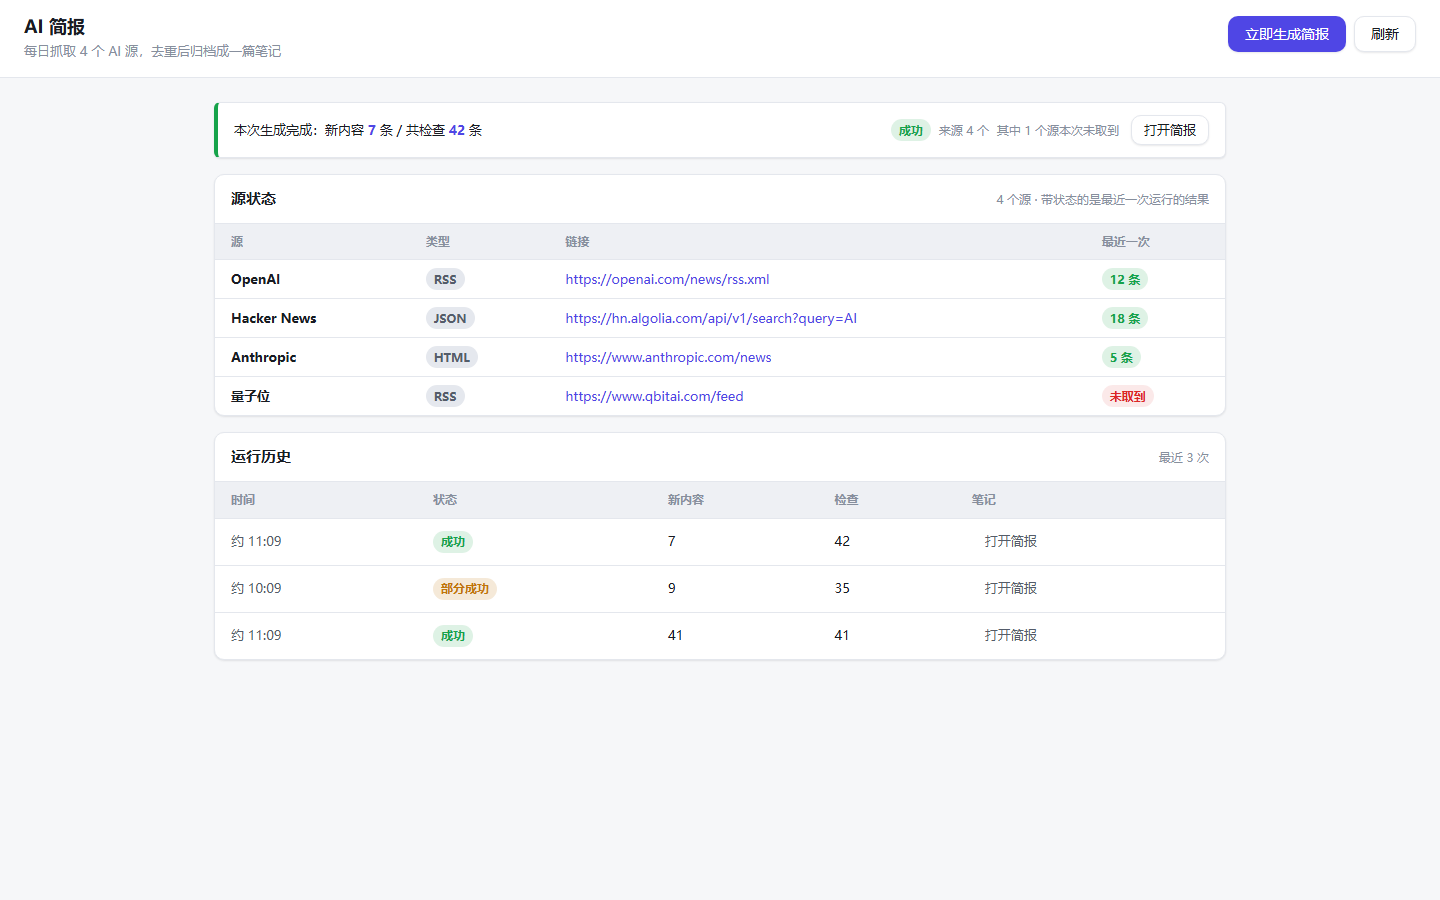 AI 简报
每日抓取 4 个 AI 源，去重后归档成一篇笔记
立即生成简报
刷新
本次生成完成：新内容 7 条 / 共检查 42 条
成功 来源 4 个 其中 1 个源本次未取到 打开简报
源状态
4 个源 · 带状态的是最近一次运行的结果
源 类型 链接 最近一次
OpenAI RSS https://openai.com/news/rss.xml 12 条
Hacker News JSON https://hn.algolia.com/api/v1/search?query=AI 18 条
Anthropic HTML https://www.anthropic.com/news 5 条
量子位 RSS https://www.qbitai.com/feed 未取到
运行历史
最近 3 次
时间 状态 新内容 检查 笔记
约 11:09 成功 7 42 打开简报
约 10:09 部分成功 9 35 打开简报
约 11:09 成功 41 41 打开简报